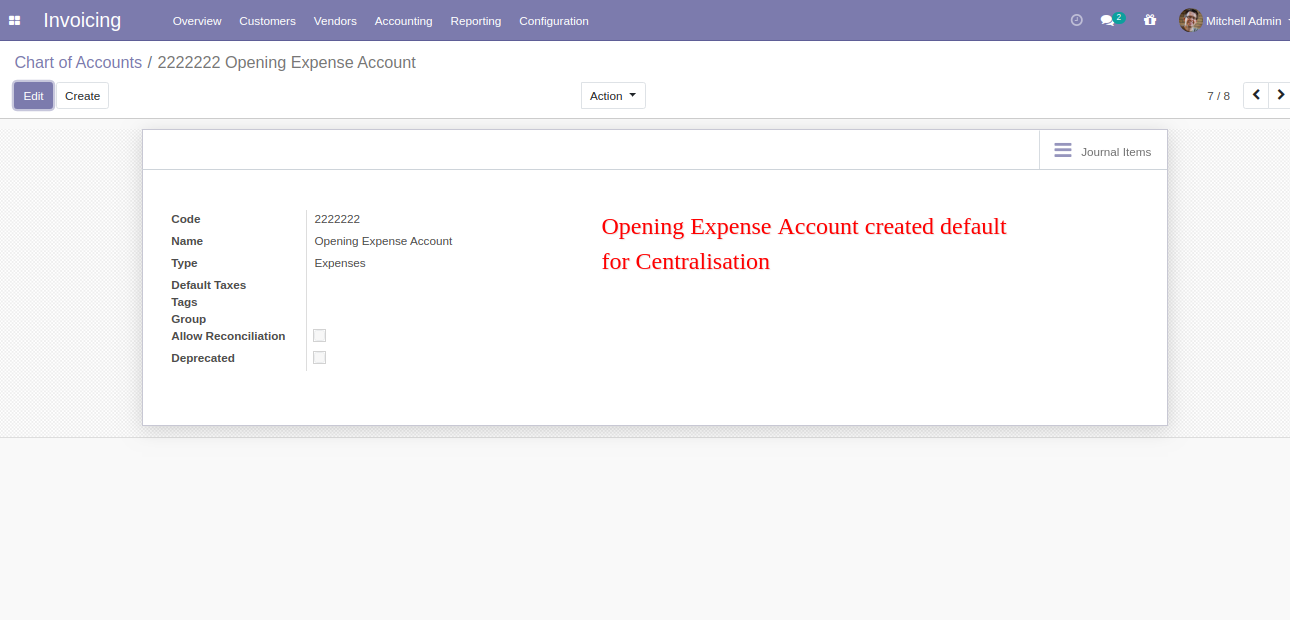 Invoicing Overview Customers Vendors Accounting Reporting Configuration 2 Mitchell Admin
Chart of Accounts / 2222222 Opening Expense Account
Edit Create Action 7 / 8
Journal Items
Code 2222222
Name Opening Expense Account
Type Expenses
Default Taxes
Tags
Group
Allow Reconciliation
Deprecated
Opening Expense Account created default
for Centralisation